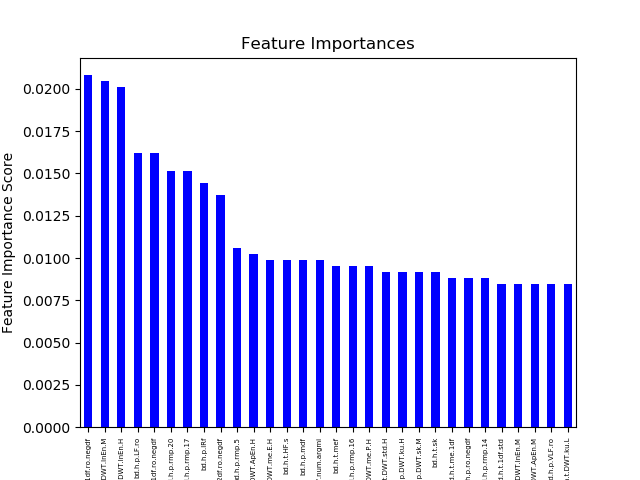 Feature Importances
Feature Importance Score
0.0200
0.0175
0.0150
0.0125
0.0100
0.0075
0.0050
0.0025
0.0000
1df.ro.negdf
DWT.InEn.M
DWT.InEn.H
bd.h.p.LF.ro
1df.ro.negdf
.h.p.rmp.20
.h.p.rmp.17
bd.h.p.IRf
2df.ro.negdf
d.h.p.rmp.5
DWT.ApEn.H
DWT.me.E.H
bd.h.t.HF.s
bd.h.p.mdf
.num.argmi
bd.h.t.mef
.h.p.rmp.16
DWT.me.P.H
t.DWT.std.H
p.DWT.ku.H
p.DWT.sk.M
bd.h.t.sk
d.h.t.me.1df
h.p.ro.negdf
.h.p.rmp.14
d.h.t.1df.std
DWT.InEn.M
DWT.ApEn.M
d.h.p.VLF.ro
.t.DWT.ku.L